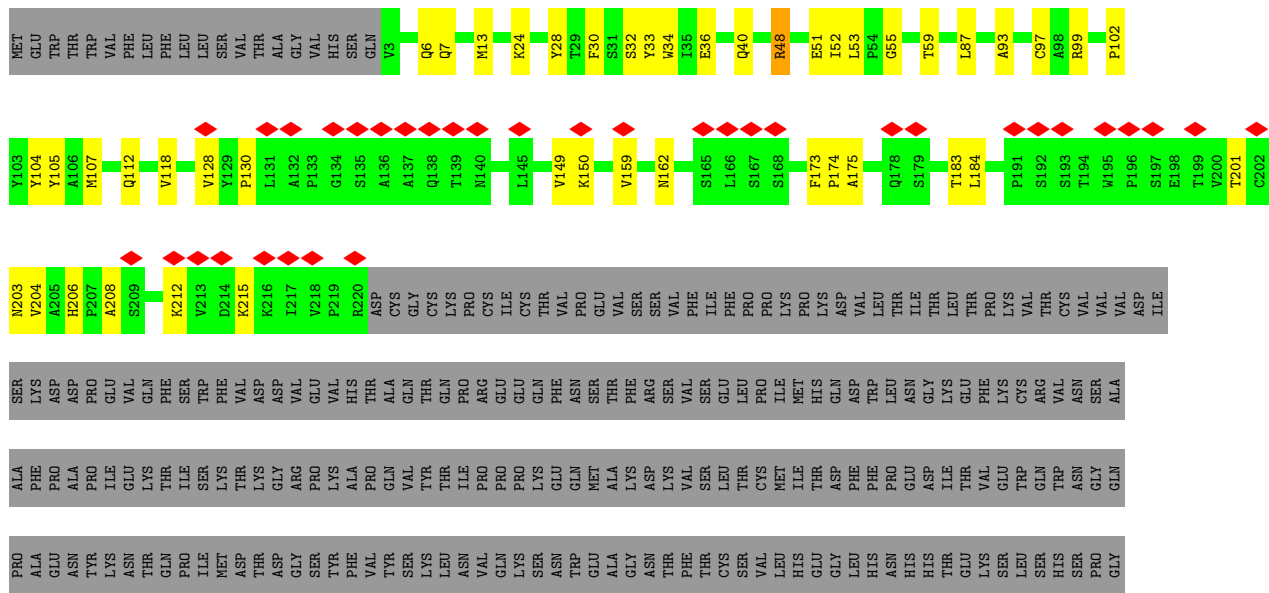 MET GLU TRP THR TRP VAL PHE LEU PHE LEU LEU SER VAL THR ALA GLY VAL HIS SER GLN V3 Q6 Q7 M13 K24 Y28 T29 F30 S31 S32 Y33 W34 I35 E36 Q40 R48 E51 I52 L53 P54 G55 T59 L87 A93 C97 A98 R99 P102
Y103 Y104 Y105 A106 M107 Q112 V118 V128 Y129 P130 L131 A132 P133 G134 S135 A136 A137 Q138 T139 N140 L145 V149 K150 V159 N162 S165 L166 S167 S168 F173 P174 A175 Q178 S179 T183 L184 P191 S192 S193 T194 W195 P196 S197 E198 T199 V200 T201 C202
N203 V204 A205 H206 P207 A208 S209 K212 V213 D214 K215 K216 I217 V218 P219 R220 ASP CYS GLY CYS LYS PRO CYS ILE CYS THR VAL PRO GLU VAL SER SER VAL PHE ILE PHE PRO PRO LYS PRO LYS ASP VAL LEU THR ILE THR LEU THR PRO LYS VAL THR CYS VAL VAL VAL ASP ILE
SER LYS ASP ASP PRO GLU VAL GLN PHE SER TRP PHE VAL ASP ASP VAL GLU VAL HIS THR ALA GLN THR GLN PRO ARG GLU GLU GLN PHE ASN SER THR PHE ARG SER VAL SER GLU LEU PRO ILE MET HIS GLN ASP TRP LEU ASN GLY LYS GLU PHE LYS CYS ARG VAL ASN SER ALA
ALA PHE PRO ALA PRO ILE GLU LYS THR ILE SER LYS THR LYS GLY ARG PRO LYS ALA PRO GLN VAL TYR THR ILE PRO PRO PRO LYS GLU GLN MET ALA LYS ASP LYS VAL SER LEU THR CYS MET ILE THR ASP PHE PHE PRO GLU ASP ILE THR VAL GLU TRP GLN TRP ASN GLY GLN
PRO ALA GLU ASN TYR LYS ASN THR GLN PRO ILE MET ASP THR ASP GLY SER TYR PHE VAL TYR SER LYS LEU ASN VAL GLN LYS SER ASN TRP GLU ALA GLY ASN THR PHE THR CYS SER VAL LEU HIS GLU GLY LEU HIS ASN HIS HIS THR GLU LYS SER LEU SER HIS SER PRO GLY